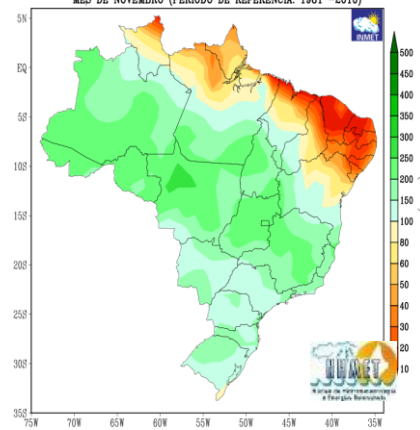 MÊS DE NOVEMBRO (PERÍODO DE REFERÊNCIA: 1981 -2010)
5N
EQ
5S
10S
15S
20S
25S
30S
35S
75W 70W 65W 60W 55W 50W 45W 40W 35W
INMET
500
450
400
350
300
250
200
150
100
80
60
50
40
30
20
10